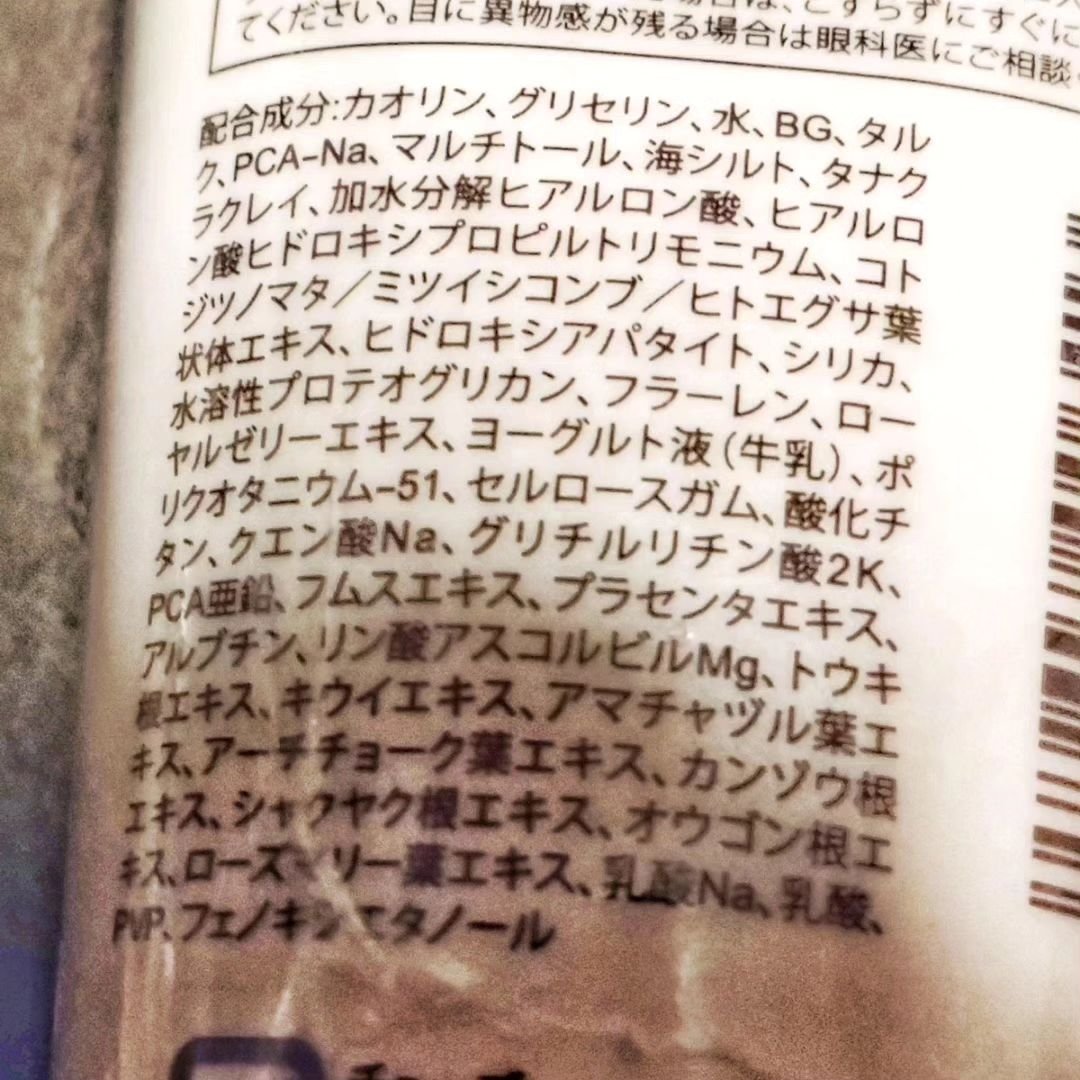 場合は、こすらずにすぐに
てください。目に異物感が残る場合は眼科医にご相談
配合成分:カオリン、グリセリン、水、BG、タル
ク、PCA-Na、マルチトール、海シルト、タナク
ラクレイ、加水分解ヒアルロン酸、ヒアルロ
ン酸ヒドロキシプロピルトリモニウム、コト
ジツノマタ/ミツイシコンブ/ヒトエグサ葉
状体エキス、ヒドロキシアパタイト、シリカ、
水溶性プロテオグリカン、フラーレン、ロー
ヤルゼリーエキス、ヨーグルト液(牛乳)、ポ
リクオタニウム-51、セルロースガム、酸化チ
タン、クエン酸Na、グリチルリチン酸2K、
PCA亜鉛、フムスエキス、プラセンタエキス、
アルブチン、リン酸アスコルビルMg、トウキ
根エキス、キウイエキス、アマチャヅル葉エ
キス、アーチチョーク葉エキス、カンゾウ根
エキス、シャクヤク根エキス、オウゴン根エ
キス、ローズマリー葉エキス、乳酸Na、乳酸、
PVP、フェノキシエタノール